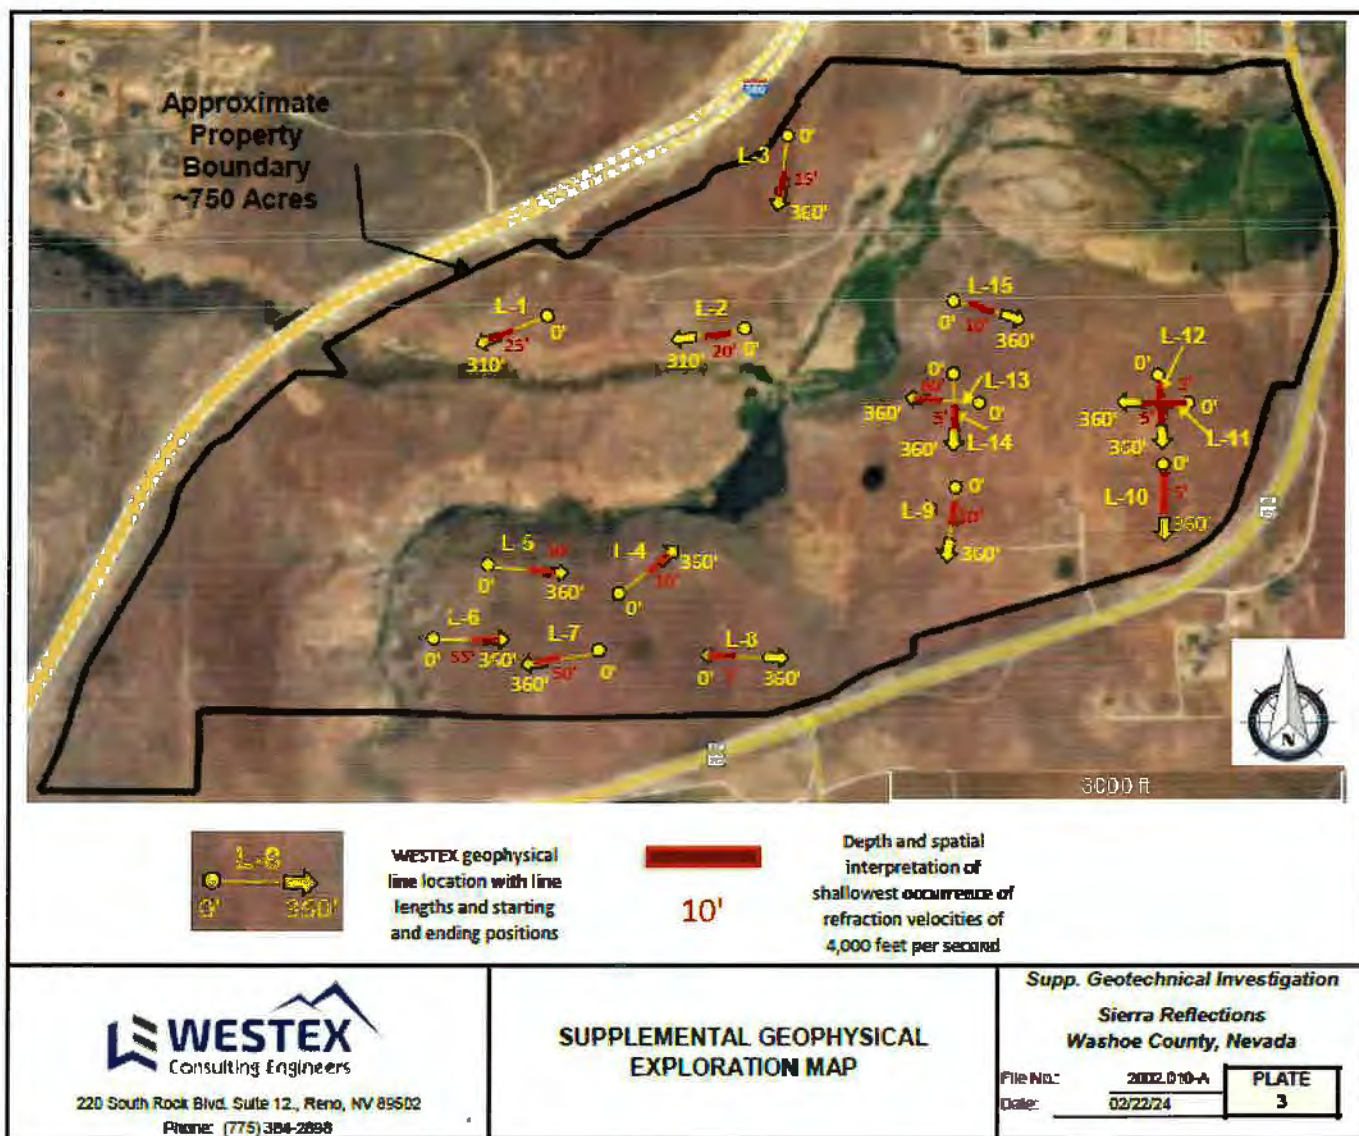 Approximate
Property
Boundary
~750 Acres
580
L-3
0'
15'
360'
L-1
0'
25'
310'
L-2
20'
0'
310'
L-15
0'
10'
360'
L-12
0'
0'
L-13
360'
0'
360'
5'
0'
L-14
360'
360'
L-11
0'
0'
L-9
L-10
5'
360'
360'
L-5
0'
360'
L-4
360'
10'
0'
L-6
0'
55'
360'
L-7
360'
50'
0'
L-8
0'
360'
N
3000 ft
0'
360'
WESTEX geophysical
line location with line
lengths and starting
and ending positions
10'
Depth and spatial
interpretation of
shallowest occurrence of
refraction velocities of
4,000 feet per second
WESTEX
Consulting Engineers
220 South Rock Blvd. Suite 12., Reno, NV 89502
Phone: (775) 384-2898
SUPPLEMENTAL GEOPHYSICAL
EXPLORATION MAP
Supp. Geotechnical Investigation
Sierra Reflections
Washoe County, Nevada
File No.: 2002.010-A
Date: 02/22/24
PLATE
3